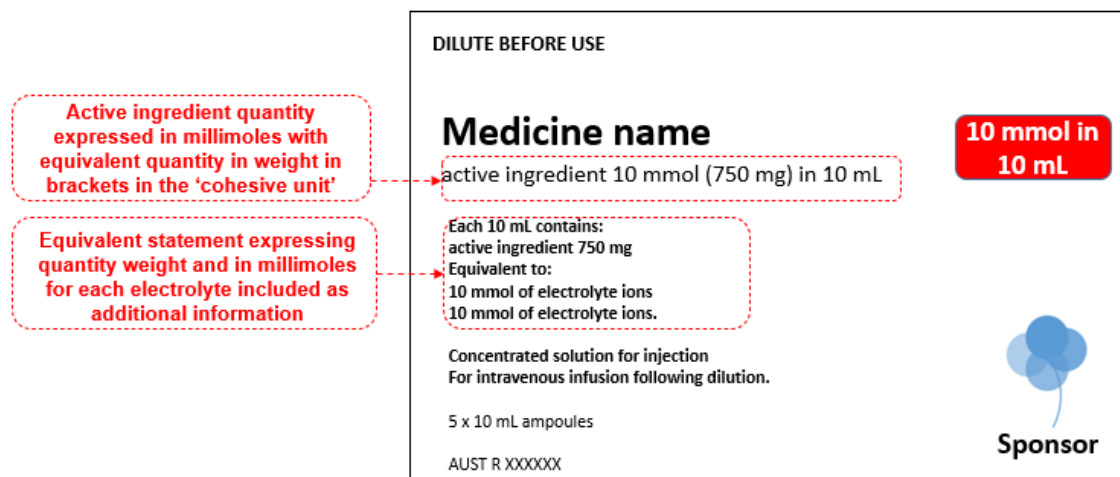 DILUTE BEFORE USE
Active ingredient quantity
expressed in millimoles with
equivalent quantity in weight in
brackets in the ‘cohesive unit’
Medicine name
active ingredient 10 mmol (750 mg) in 10 mL
10 mmol in
10 mL
Equivalent statement expressing
quantity weight and in millimoles
for each electrolyte included as
additional information
Each 10 mL contains:
active ingredient 750 mg
Equivalent to:
10 mmol of electrolyte ions
10 mmol of electrolyte ions.
Concentrated solution for injection
For intravenous infusion following dilution.
5 x 10 mL ampoules
AUST R XXXXXX
Sponsor